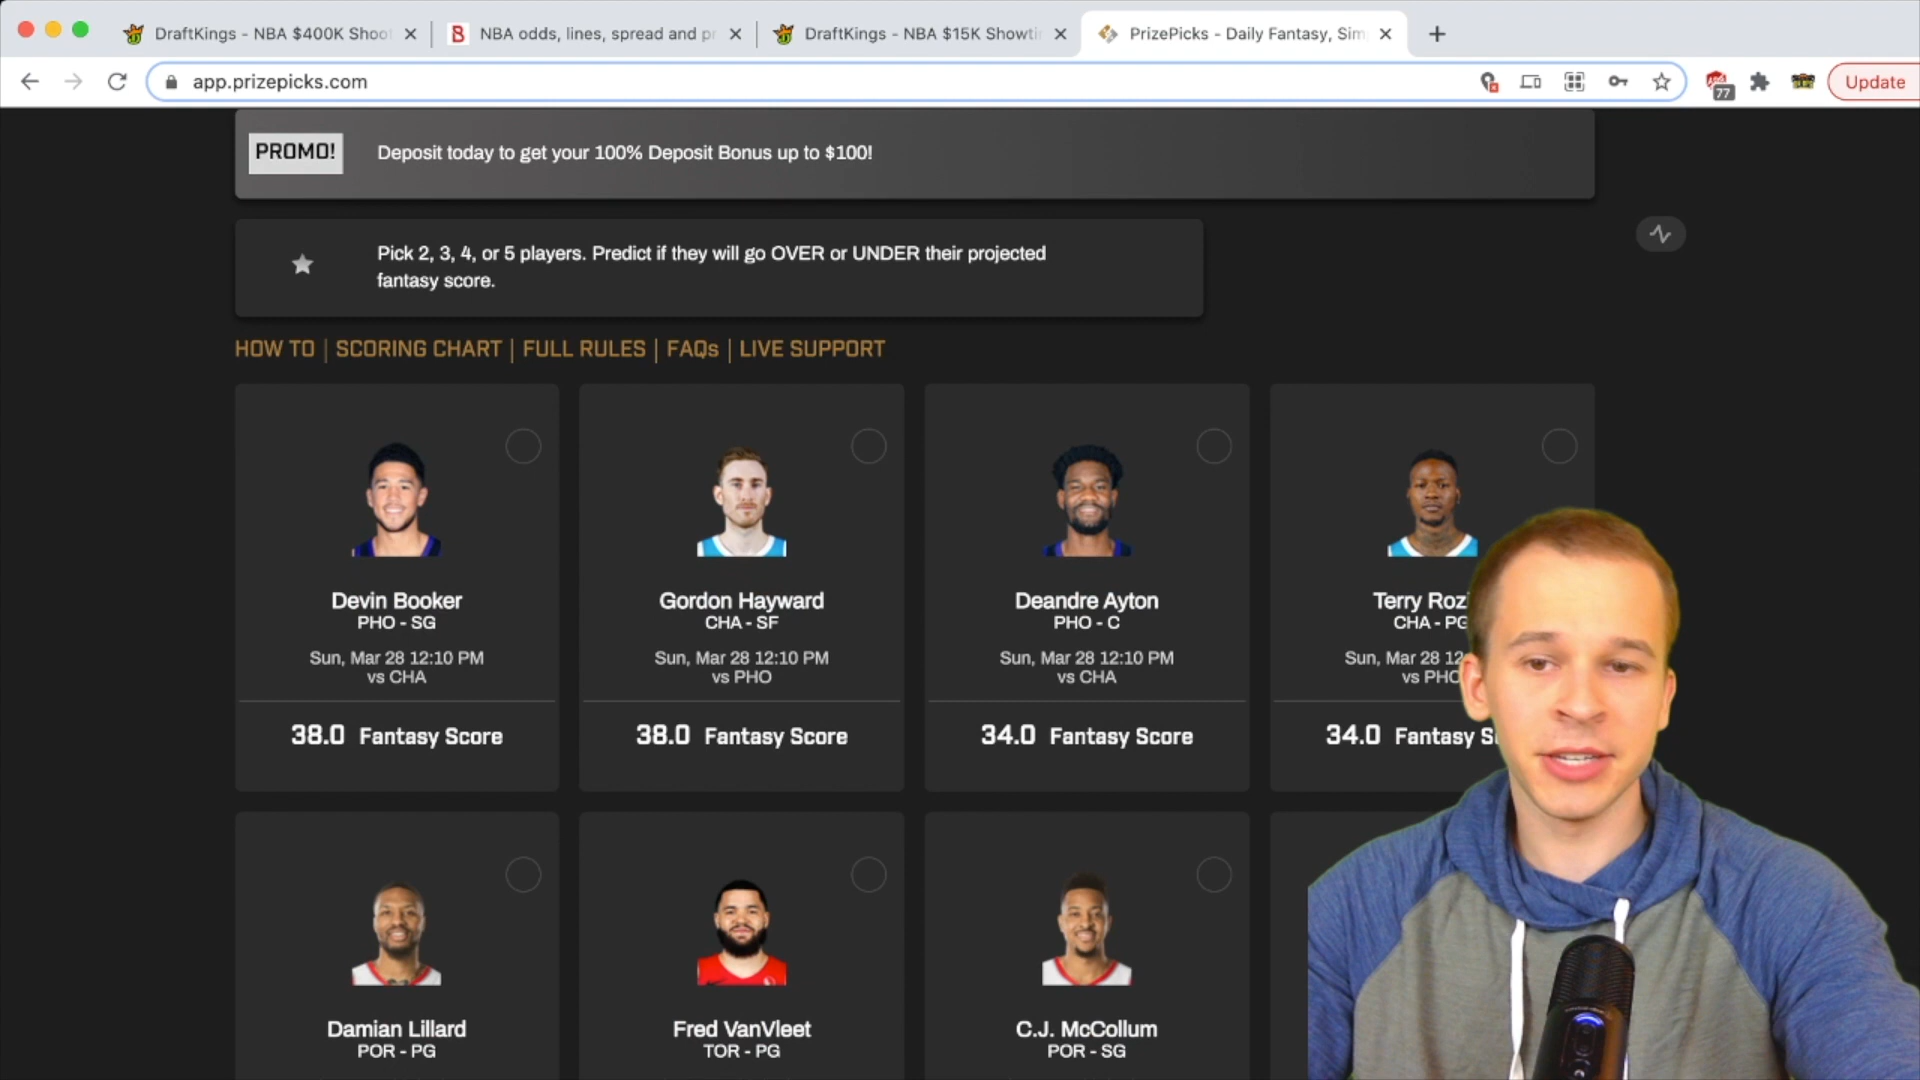 DraftKings - NBA $400K Shoot
NBA odds, lines, spread and pr
DraftKings - NBA $15K Showti
PrizePicks - Daily Fantasy, Sim
app.prizepicks.com
77
Update
PROMO!
Deposit today to get your 100% Deposit Bonus up to $100!
Pick 2, 3, 4, or 5 players. Predict if they will go OVER or UNDER their projected
fantasy score.
HOW TO | SCORING CHART | FULL RULES | FAQs | LIVE SUPPORT
Devin Booker
PHO - SG
Sun, Mar 28 12:10 PM
vs CHA
38.0 Fantasy Score
Gordon Hayward
CHA - SF
Sun, Mar 28 12:10 PM
vs PHO
38.0 Fantasy Score
Deandre Ayton
PHO - C
Sun, Mar 28 12:10 PM
vs CHA
34.0 Fantasy Score
Terry Rozi
CHA - PG
Sun, Mar 28 12
vs PHO
34.0 Fantasy S
Damian Lillard
POR - PG
Fred VanVleet
TOR - PG
C.J. McCollum
POR - SG